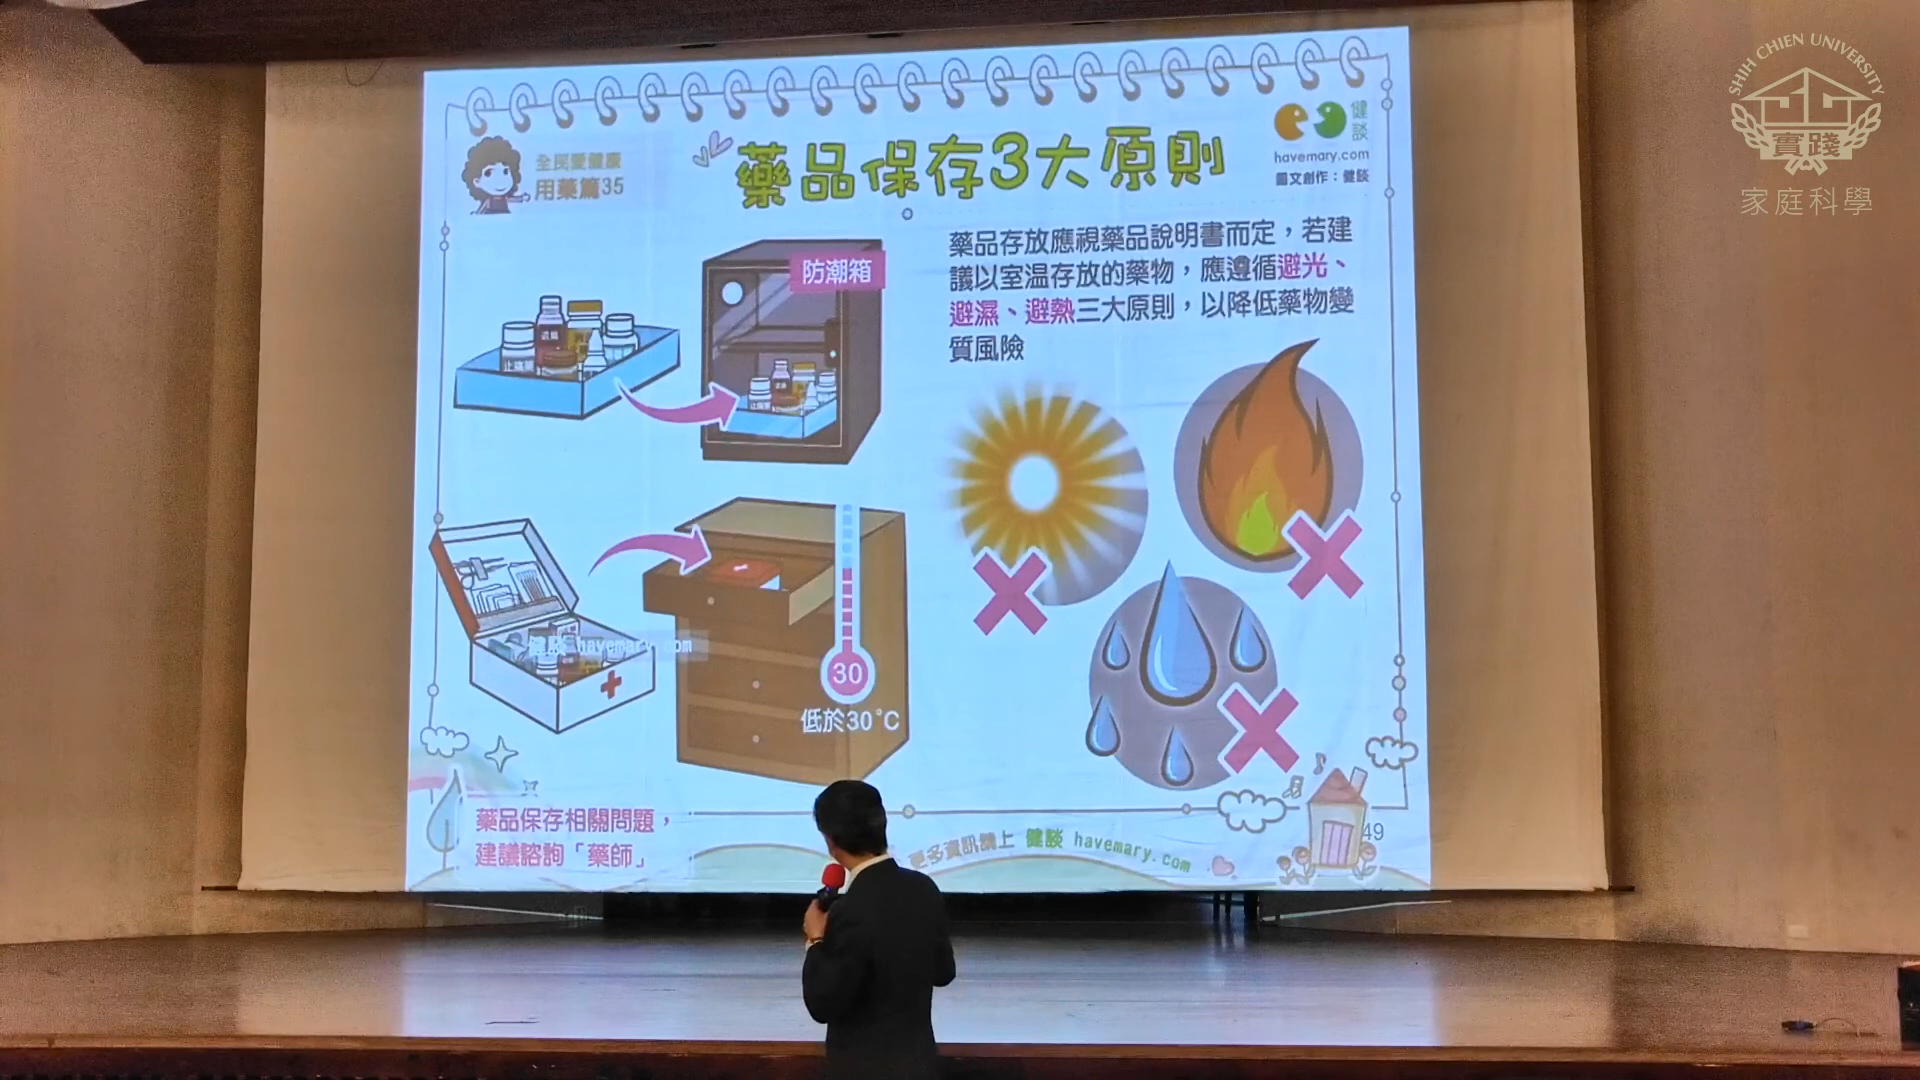 SHIH CHIEN UNIVERSITY
實踐
家庭科學
全民愛健康
用藥篇35
藥品保存3大原則
健談
havemary.com
圖文創作：健談
藥品存放應視藥品說明書而定，若建
議以室溫存放的藥物，應遵循避光、
避濕、避熱三大原則，以降低藥物變
質風險
防潮箱
止痛藥
止痛藥
健談 havemary.com
30
低於30°C
藥品保存相關問題，
建議諮詢「藥師」
更多資訊請上 健談 havemary.com
49